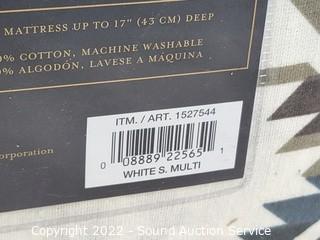 MATTRESS UP TO 17" (43 CM) DEEP
% COTTON, MACHINE WASHABLE
% ALGODÓN, LAVESE A MÁQUINA
orporation
ITM. / ART. 1527544
0 08889 22565 1
WHITE S. MULTI
Copyright 2022 - Sound Auction Service